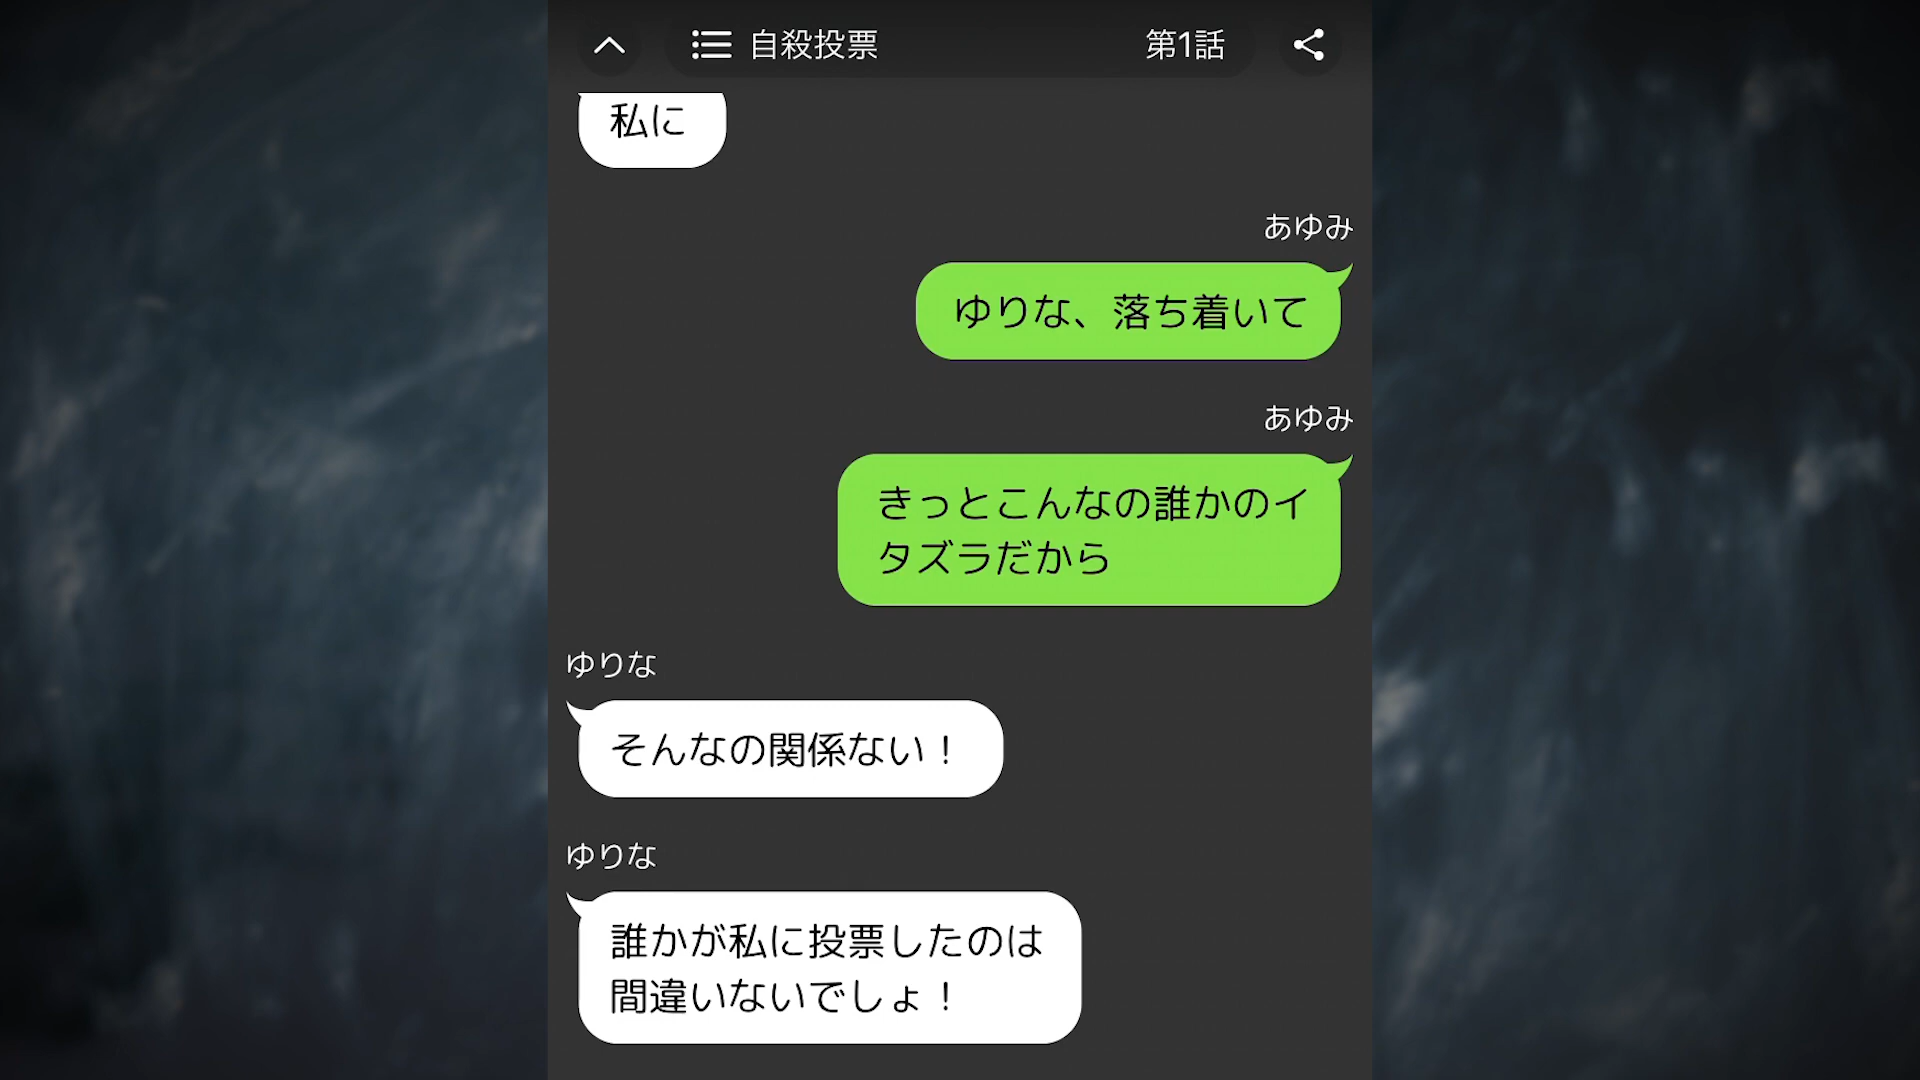 自殺投票 第1話
私に
あゆみ
ゆりな、落ち着いて
あゆみ
きっとこんなの誰かのイ
タズラだから
ゆりな
そんなの関係ない！
ゆりな
誰かが私に投票したのは
間違いないでしょ！